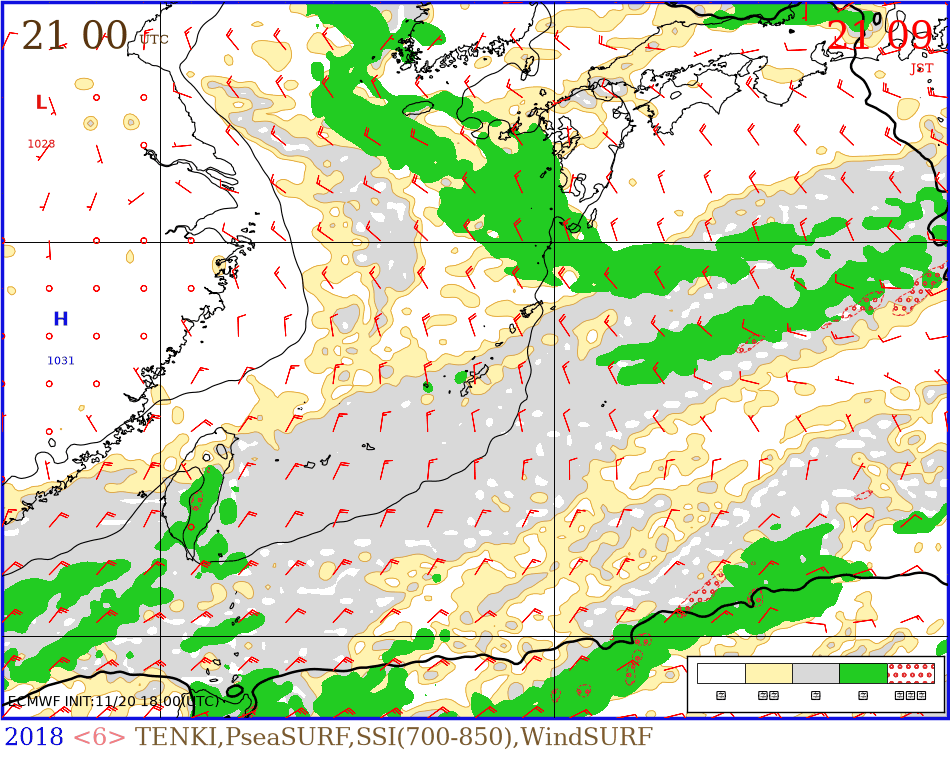 21 00 UTC
21 09
JST
L
1028
H
1031
ECMWF INIT:11/20 18:00(UTC)
2018 <6> TENKI,PseaSURF,SSI(700-850),WindSURF